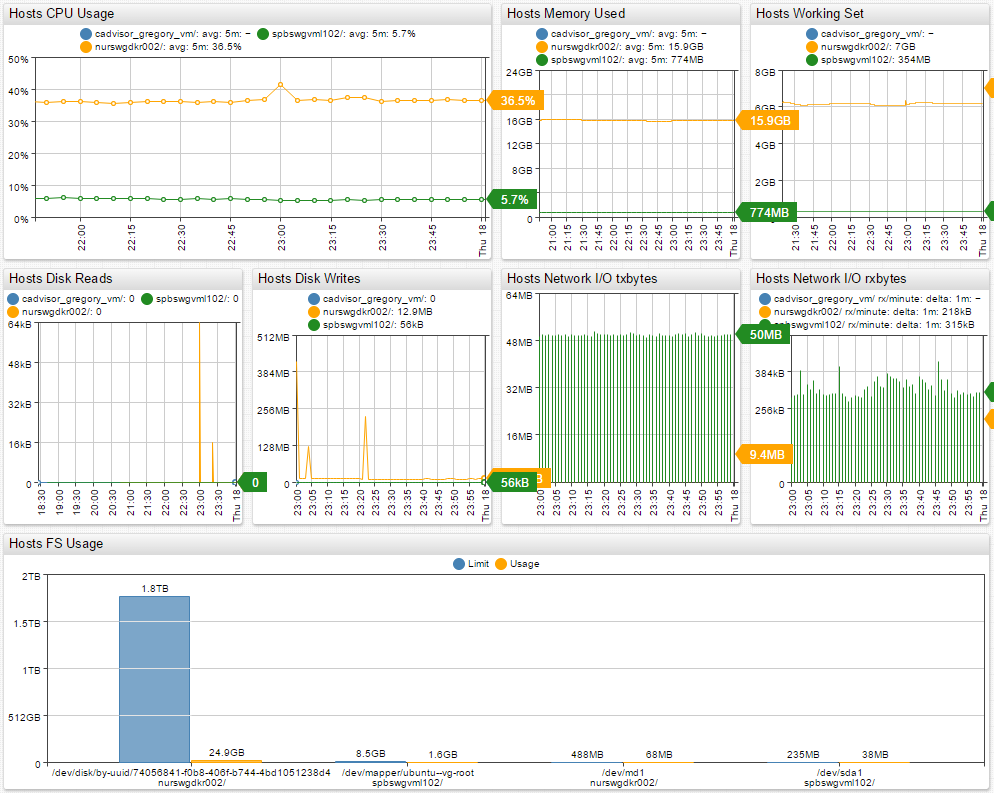 Hosts CPU Usage
cadvisor_gregory_vm/: avg: 5m: – spbswgvml102/: avg: 5m: 5.7%
nurswgdkr002/: avg: 5m: 36.5%
50%
40%
30%
20%
10%
0%
36.5%
5.7%
22:00 22:15 22:30 22:45 23:00 23:15 23:30 23:45 Thu 18
Hosts Memory Used
cadvisor_gregory_vm/: avg: 5m: –
nurswgdkr002/: avg: 5m: 15.9GB
spbswgvml102/: avg: 5m: 774MB
24GB
16GB
12GB
8GB
0
15.9GB
774MB
21:00 21:15 21:30 21:45 22:00 22:15 22:30 22:45 23:00 23:15 23:30 23:45 Thu 18
Hosts Working Set
cadvisor_gregory_vm/: –
nurswgdkr002/: 7GB
spbswgvml102/: 354MB
8GB
6GB
4GB
2GB
21:30 21:45 22:00 22:15 22:30 22:45 23:00 23:15 23:30 23:45 Thu 18
Hosts Disk Reads
cadvisor_gregory_vm/: 0 spbswgvml102/: 0
nurswgdkr002/: 0
64kB
48kB
32kB
16kB
0
0
18:30 19:00 19:30 20:00 20:30 21:00 21:30 22:00 22:30 23:00 23:30 Thu 18
Hosts Disk Writes
cadvisor_gregory_vm/: 0
nurswgdkr002/: 12.9MB
spbswgvml102/: 56kB
512MB
384MB
256MB
128MB
0
56kB
23:00 23:05 23:10 23:15 23:20 23:25 23:30 23:35 23:40 23:45 23:50 23:55 Thu 18
Hosts Network I/O txbytes
64MB
48MB
32MB
16MB
50MB
9.4MB
23:00 23:05 23:10 23:15 23:20 23:25 23:30 23:35 23:40 23:45 23:50 23:55 Thu 18
Hosts Network I/O rxbytes
cadvisor_gregory_vm/ rx/minute: delta: 1m: –
nurswgdkr002/ rx/minute: delta: 1m: 218kB
spbswgvml102/ rx/minute: delta: 1m: 315kB
384kB
256kB
0
23:00 23:05 23:10 23:15 23:20 23:25 23:30 23:35 23:40 23:45 23:50 23:55 Thu 18
Hosts FS Usage
Limit Usage
2TB
1.5TB
1TB
512GB
0
1.8TB 24.9GB 8.5GB 1.6GB 488MB 68MB 235MB 38MB
/dev/disk/by-uuid/74056841-f0b8-406f-b744-4bd1051238d4 /dev/mapper/ubuntu--vg-root /dev/md1 /dev/sda1
nurswgdkr002/ spbswgvml102/ nurswgdkr002/ spbswgvml102/